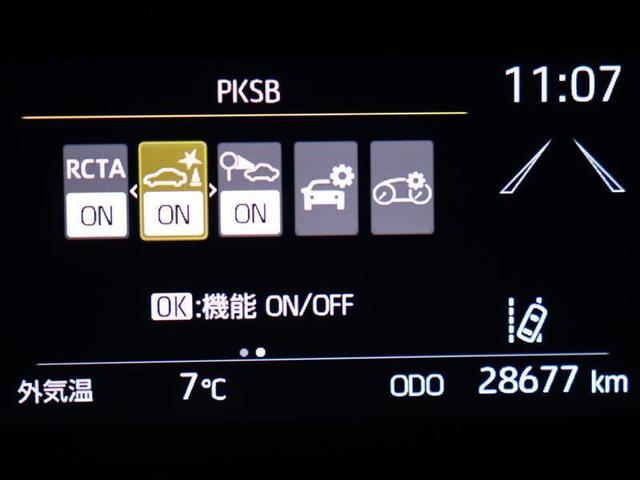 PKSB
11:07
RCTA
ON
ON
ON
OK:機能 ON/OFF
外気温 7℃ ODO 28677 km